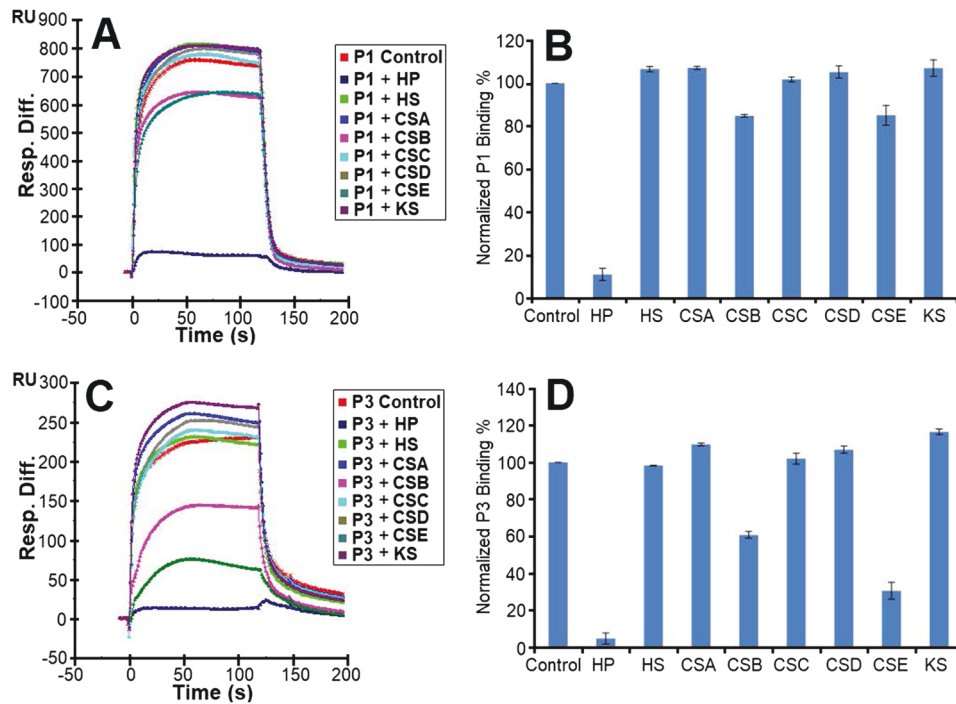 RU
A
900
800
700
600
500
400
300
200
100
0
-100
Resp. Diff.
-50 0 50 100 150 200
Time (s)
P1 Control
P1 + HP
P1 + HS
P1 + CSA
P1 + CSB
P1 + CSC
P1 + CSD
P1 + CSE
P1 + KS
B
120
100
80
60
40
20
0
Normalized P1 Binding %
Control HP HS CSA CSB CSC CSD CSE KS
RU
C
300
250
200
150
100
50
0
-50
Resp. Diff.
-50 0 50 100 150 200
Time (s)
P3 Control
P3 + HP
P3 + HS
P3 + CSA
P3 + CSB
P3 + CSC
P3 + CSD
P3 + CSE
P3 + KS
D
140
120
100
80
60
40
20
0
Normalized P3 Binding %
Control HP HS CSA CSB CSC CSD CSE KS